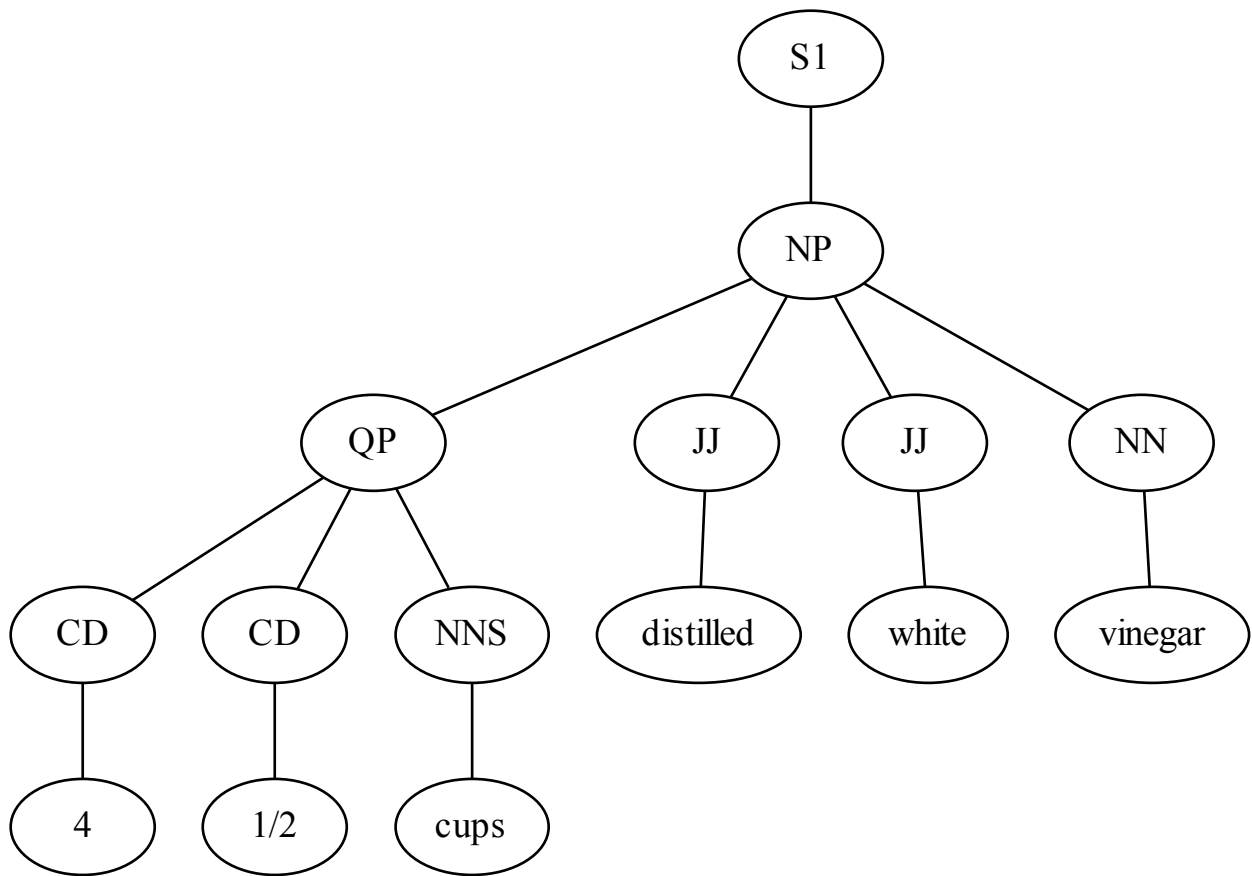 S1
NP
QP JJ JJ NN
CD CD NNS distilled white vinegar
4 1/2 cups